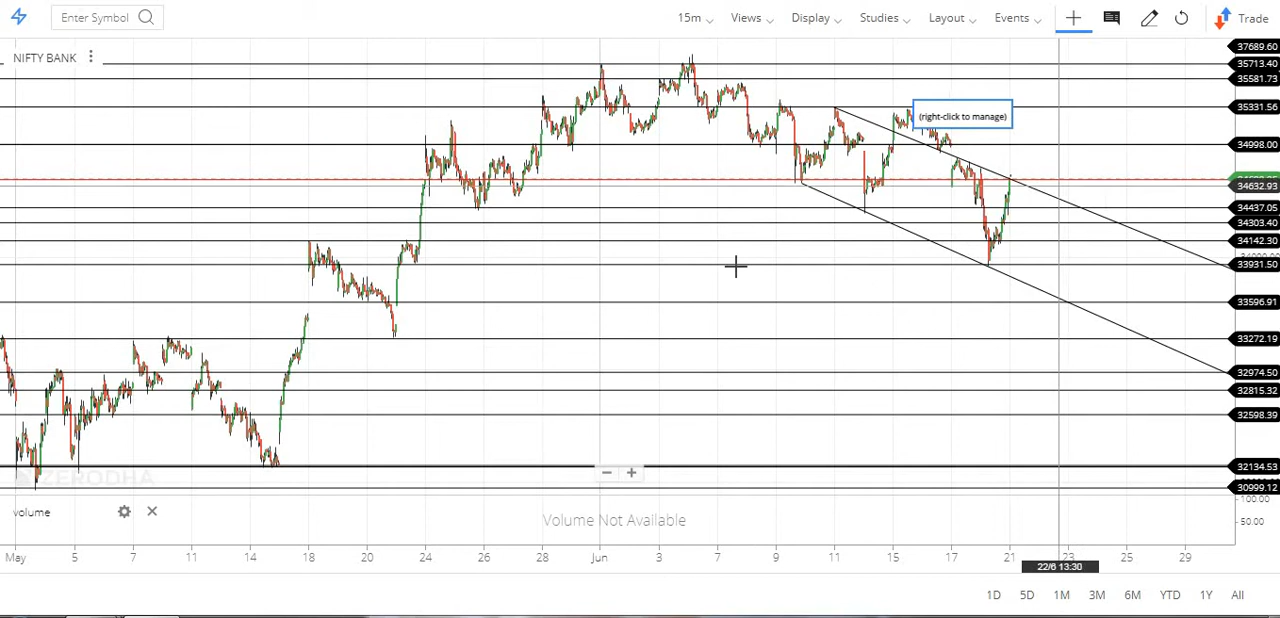 Enter Symbol 15m Views Display Studies Layout Events Trade
NIFTY BANK
37689.60
35713.40
35581.73
(right-click to manage)
35331.56
34998.00
34632.93
34437.05
34303.40
34142.30
33931.50
33596.91
33272.19
32974.50
32815.32
32598.39
32134.53
ZERODHA
30999.12
100.00
volume
Volume Not Available
50.00
May 5 7 11 14 18 20 24 26 28 Jun 3 7 9 11 15 17 21 23 25 29
22/6 13:30
1D 5D 1M 3M 6M YTD 1Y All